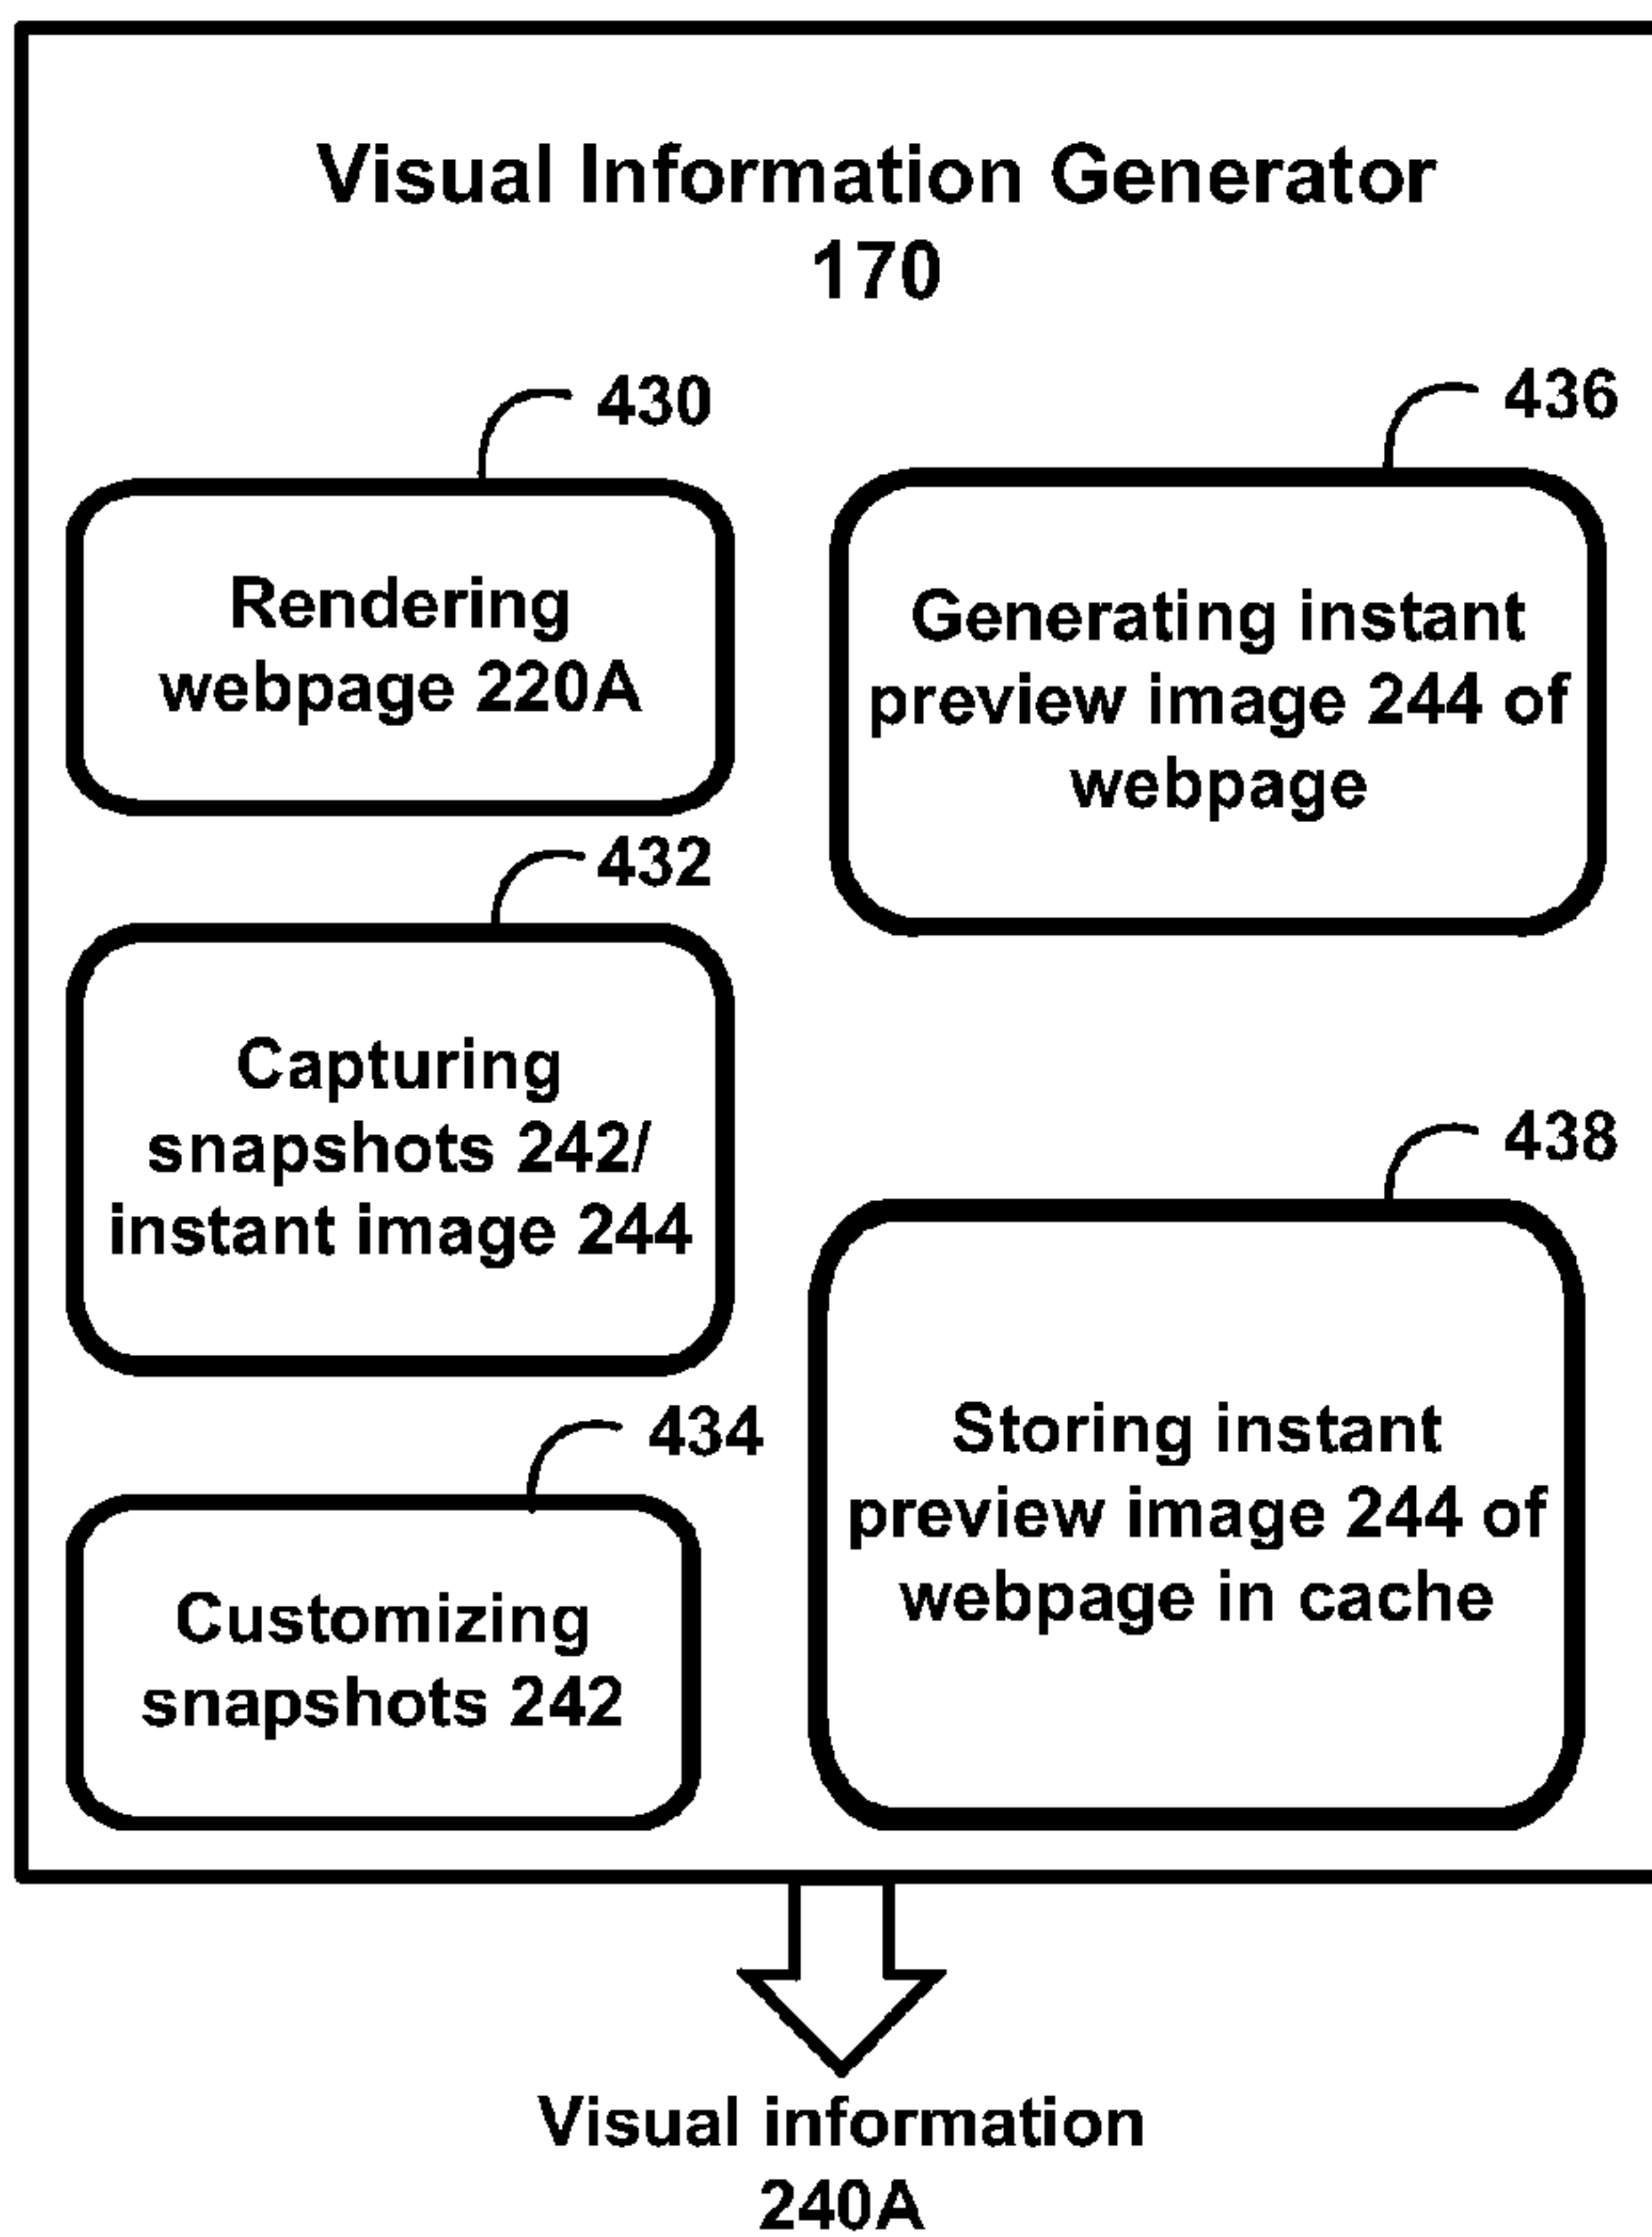 Visual Information Generator
170
430
Rendering
webpage 220A
432
Capturing
snapshots 242/
instant image 244
434
Customizing
snapshots 242
436
Generating instant
preview image 244 of
webpage
438
Storing instant
preview image 244 of
webpage in cache
Visual information
240A